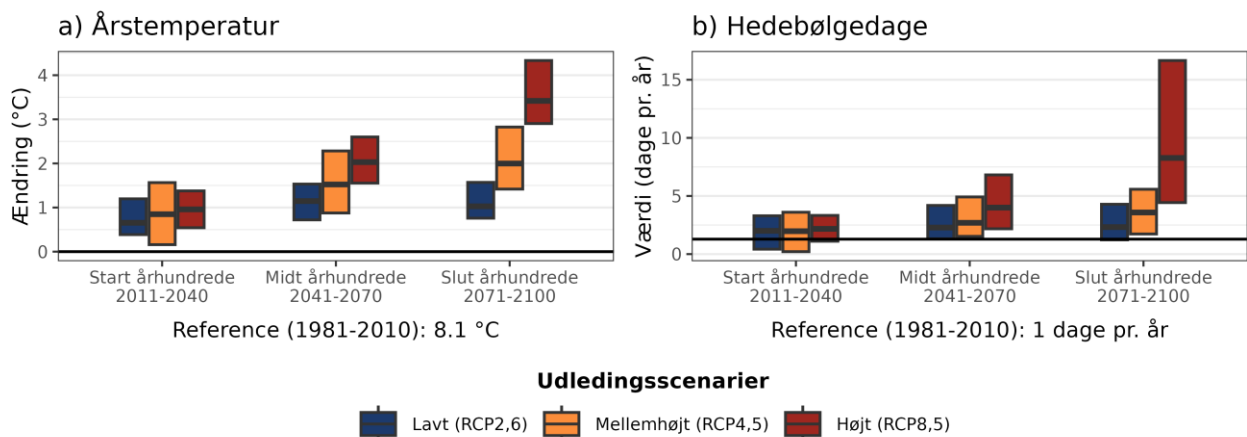 a) Årstemperatur
Ændring (°C)
4
3
2
1
0
Start århundrede
2011-2040
Midt århundrede
2041-2070
Slut århundrede
2071-2100
Reference (1981-2010): 8.1 °C
b) Hedebølgedage
Værdi (dage pr. år)
15
10
5
0
Start århundrede
2011-2040
Midt århundrede
2041-2070
Slut århundrede
2071-2100
Reference (1981-2010): 1 dage pr. år
Udledingsscenarier
Lavt (RCP2,6)
Mellemhøjt (RCP4,5)
Højt (RCP8,5)